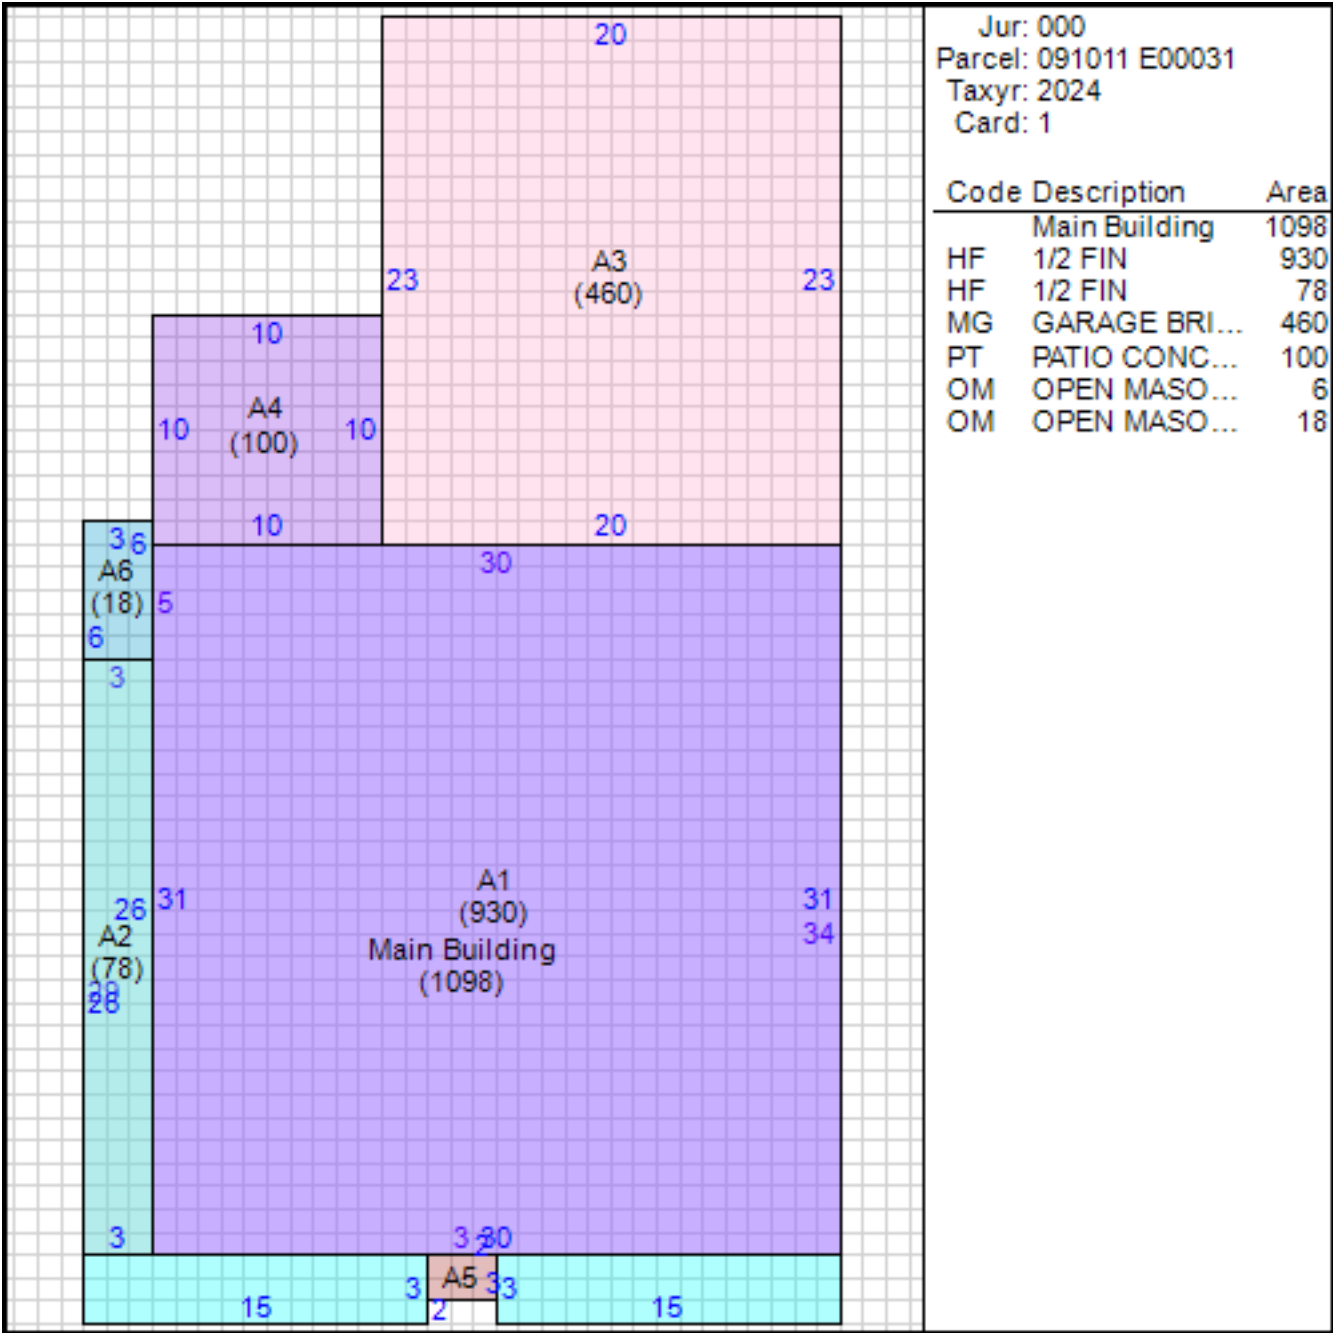 Jur: 000
Parcel: 091011 E00031
Taxyr: 2024
Card: 1
Code Description Area
Main Building 1098
HF 1/2 FIN 930
HF 1/2 FIN 78
MG GARAGE BRI... 460
PT PATIO CONC... 100
OM OPEN MASO... 6
OM OPEN MASO... 18
20
A3
23 (460) 23
10
A4
10 (100) 10
10 20
3 6 30
A6
(18) 5
6
3
A1
26 31 (930) 31
A2 Main Building 34
(78) (1098)
28
3 3 30
3 A5 3 3
15 2 15